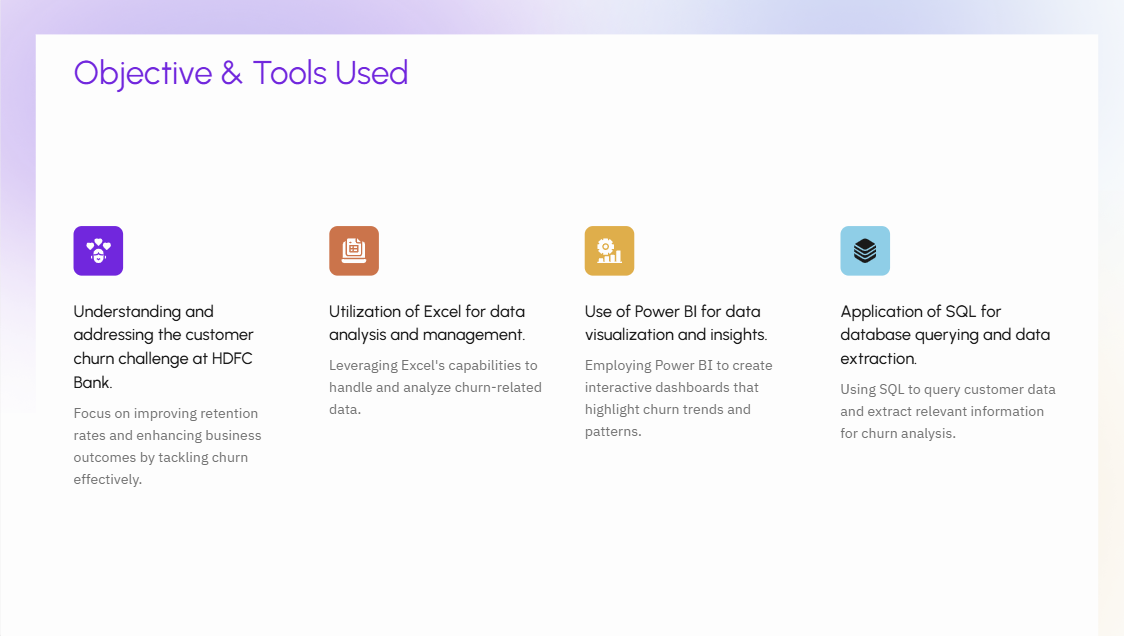 Objective & Tools Used
Understanding and
addressing the customer
churn challenge at HDFC
Bank.
Focus on improving retention
rates and enhancing business
outcomes by tackling churn
effectively.
Utilization of Excel for data
analysis and management.
Leveraging Excel's capabilities to
handle and analyze churn-related
data.
Use of Power BI for data
visualization and insights.
Employing Power BI to create
interactive dashboards that
highlight churn trends and
patterns.
Application of SQL for
database querying and data
extraction.
Using SQL to query customer data
and extract relevant information
for churn analysis.